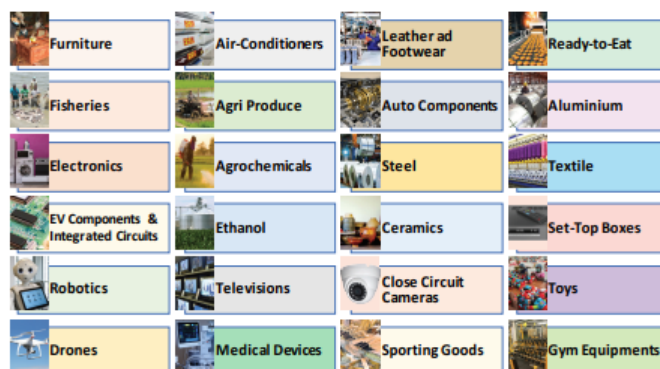 Furniture
Air-Conditioners
Leather ad
Footwear
Ready-to-Eat
Fisheries
Agri Produce
Auto Components
Aluminium
Electronics
Agrochemicals
Steel
Textile
EV Components &
Integrated Circuits
Ethanol
Ceramics
Set-Top Boxes
Robotics
Televisions
Close Circuit
Cameras
Toys
Drones
Medical Devices
Sporting Goods
Gym Equipments